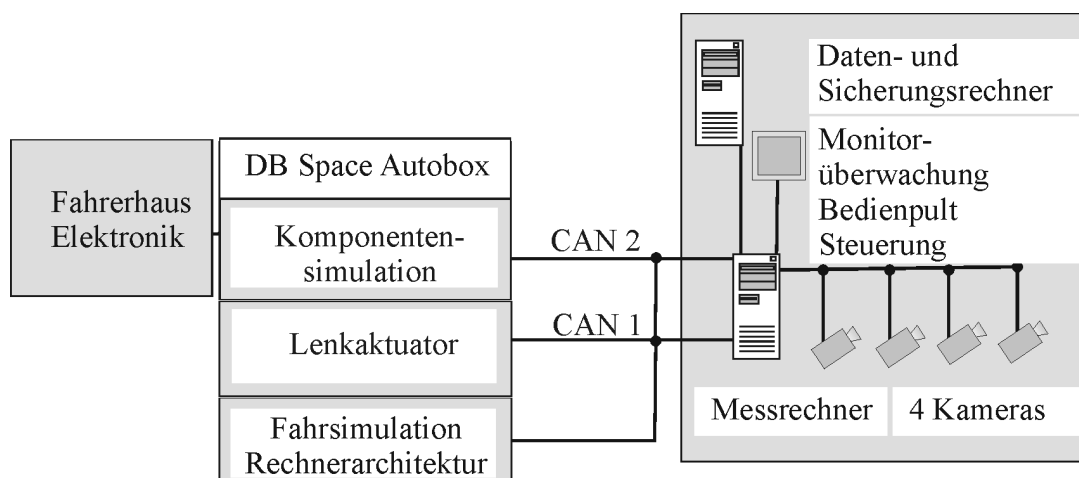 Fahrerhaus
Elektronik
DB Space Autobox
Komponenten-
simulation
Lenkaktuator
Fahrsimulation
Rechnerarchitektur
CAN 2
CAN 1
Daten- und
Sicherungsrechner
Monitor-
überwachung
Bedienpult
Steuerung
Messrechner
4 Kameras